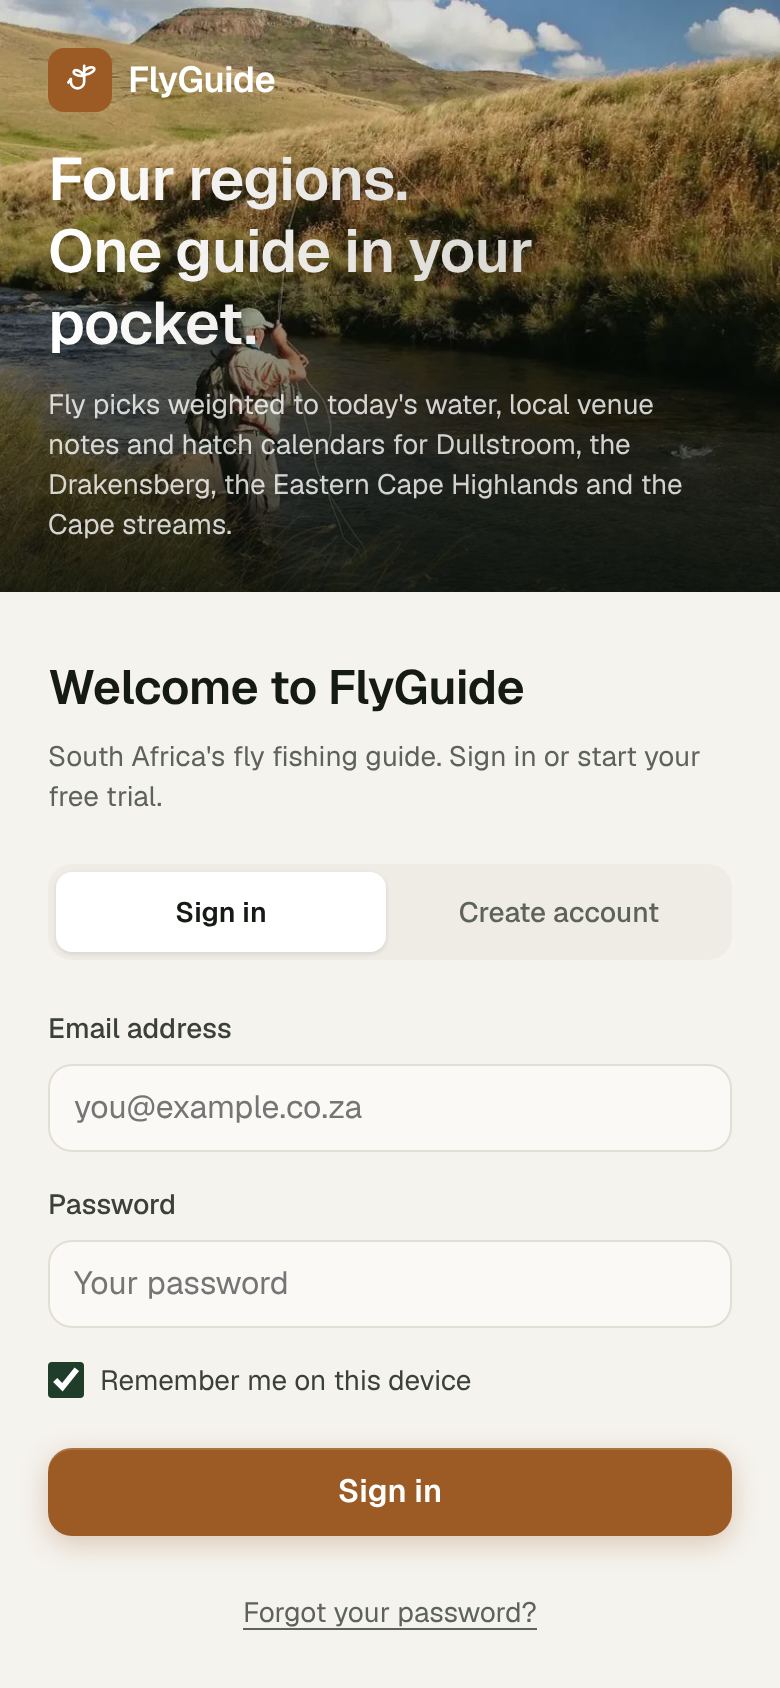 FlyGuide
Four regions.
One guide in your
pocket.
Fly picks weighted to today's water, local venue
notes and hatch calendars for Dullstroom, the
Drakensberg, the Eastern Cape Highlands and the
Cape streams.
Welcome to FlyGuide
South Africa's fly fishing guide. Sign in or start your
free trial.
Sign in
Create account
Email address
you@example.co.za
Password
Your password
Remember me on this device
Sign in
Forgot your password?